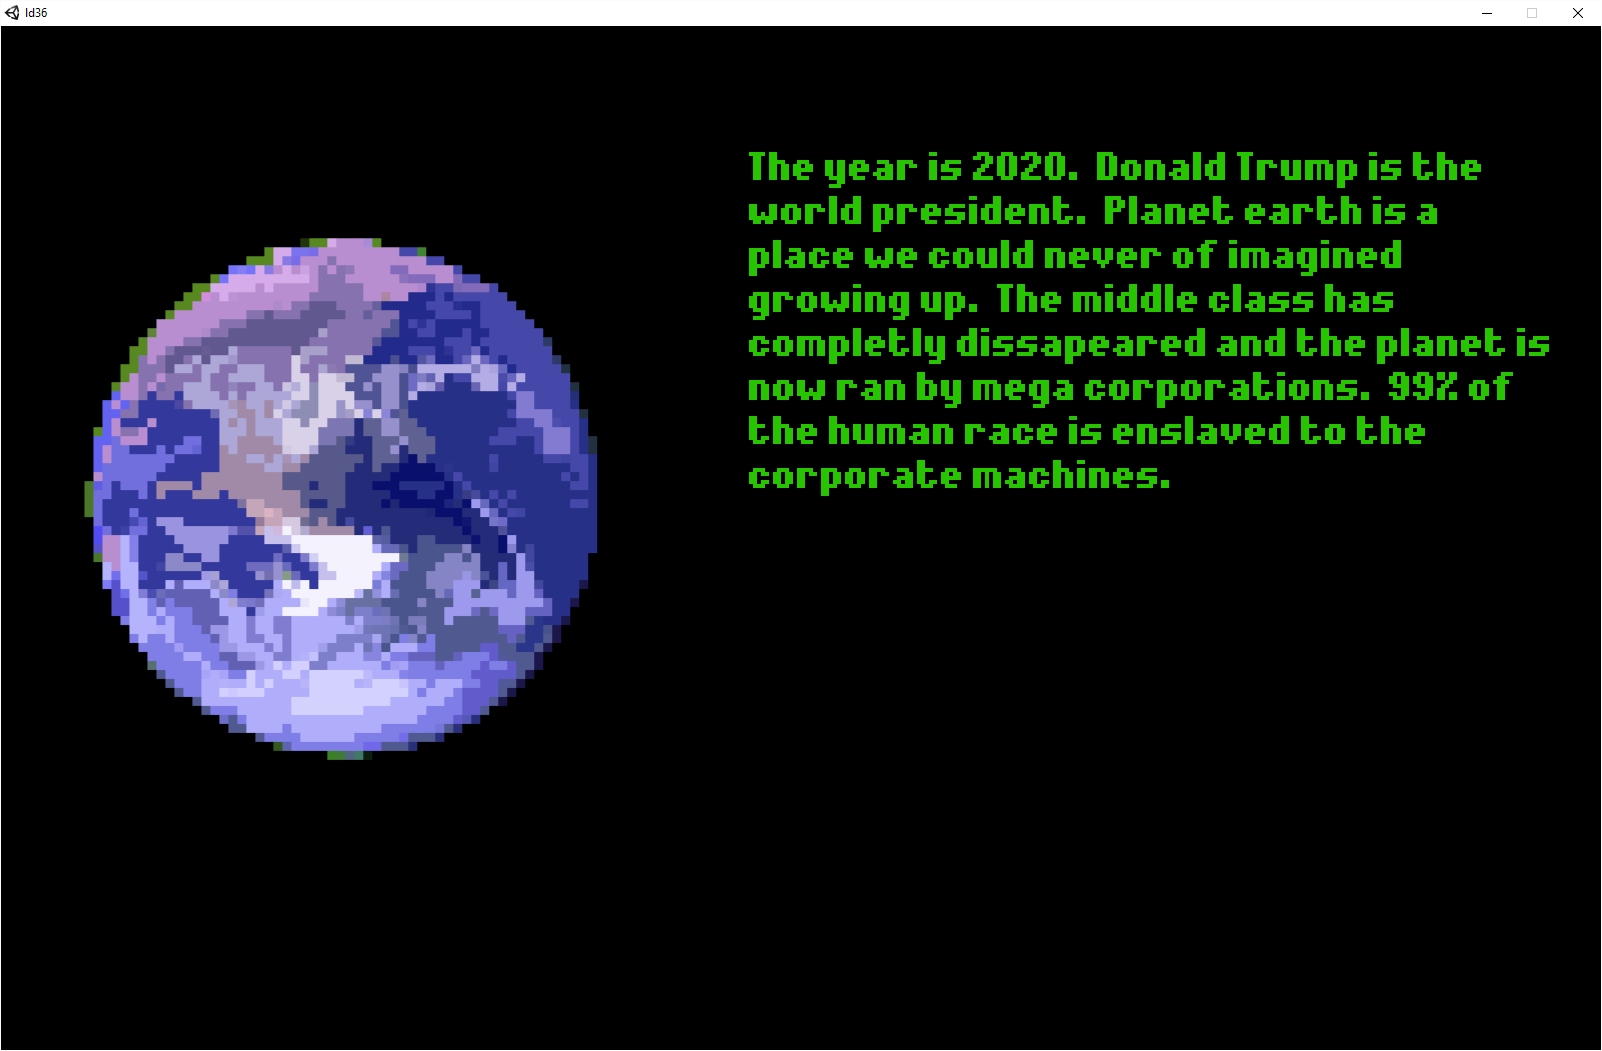 ld36
The year is 2020. Donald Trump is the
world president. Planet earth is a
place we could never of imagined
growing up. The middle class has
completly dissapeared and the planet is
now ran by mega corporations. 99% of
the human race is enslaved to the
corporate machines.